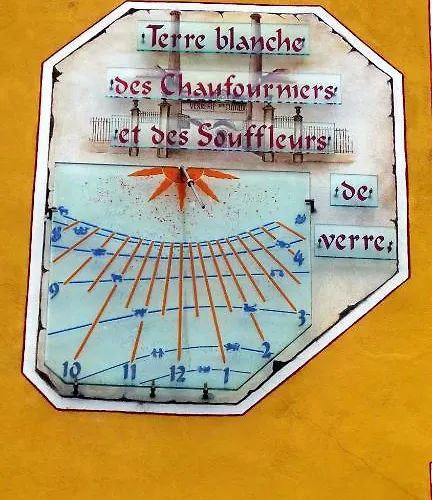 Terre blanche
des Chaufourniers
et des Souffleurs
de
verre
8
9
10
11
12
1
2
3
4